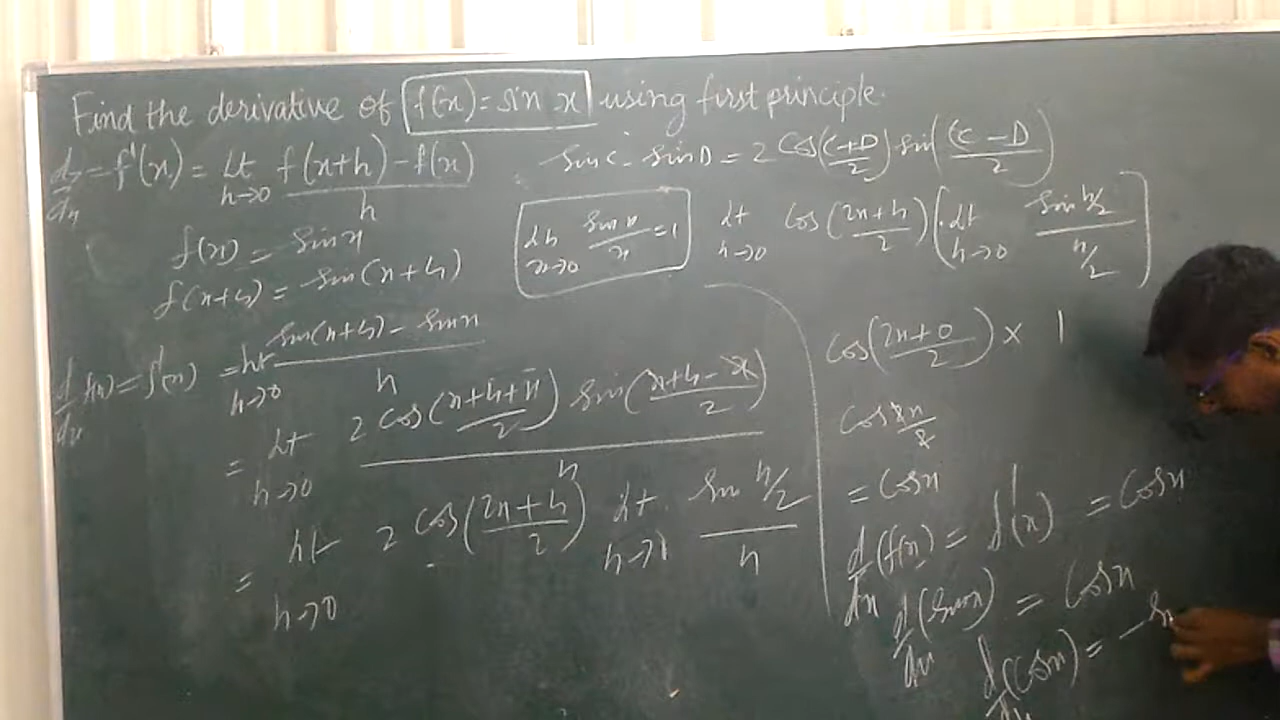 Find the derivative of f(x) = sin x using first principle.
dy/dx = f'(x) = Lt h→0 (f(x+h) - f(x))/h
f(x) = sin x
f(x+h) = sin(x+h)
d/dx f(x) = f'(x) = Lt h→0 (sin(x+h) - sin x)/h
= Lt h→0 (2 cos((x+h+x)/2) sin((x+h-x)/2))/h
= Lt h→0 2 cos((2x+h)/2) Lt h→ (sin h/2)/h
sin C - sin D = 2 cos((C+D)/2) sin((C-D)/2)
Lt x→0 (sin x)/x = 1
Lt h→0 cos((2x+h)/2) (Lt h→0 (sin h/2)/(h/2))
cos((2x+0)/2) × 1
cos 2x/2
= cos x
d/dx (f(x)) = f'(x) = cos x
d/dx (sin x) = cos x
d/dx (cos x) = -